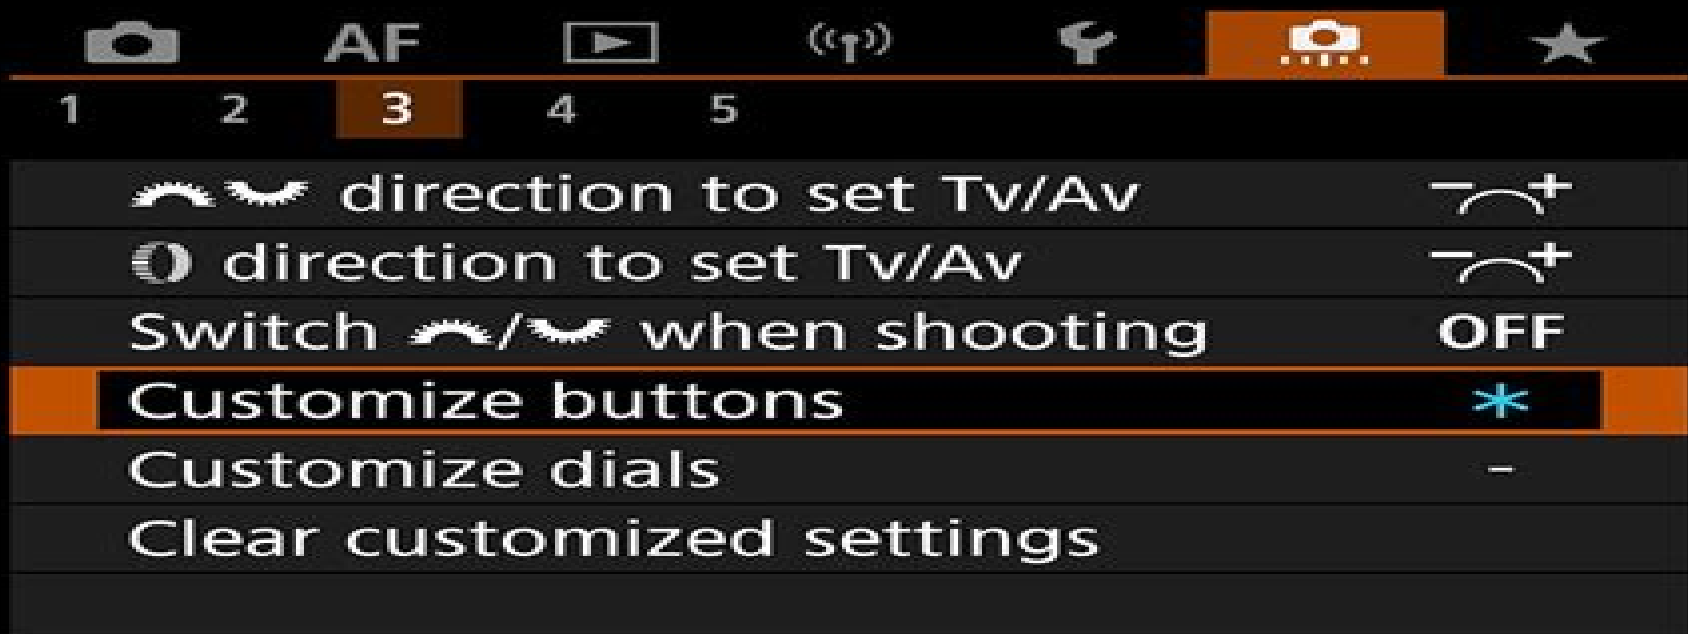 AF
1 2 3 4 5
direction to set Tv/Av
direction to set Tv/Av
Switch / when shooting OFF
Customize buttons *
Customize dials -
Clear customized settings